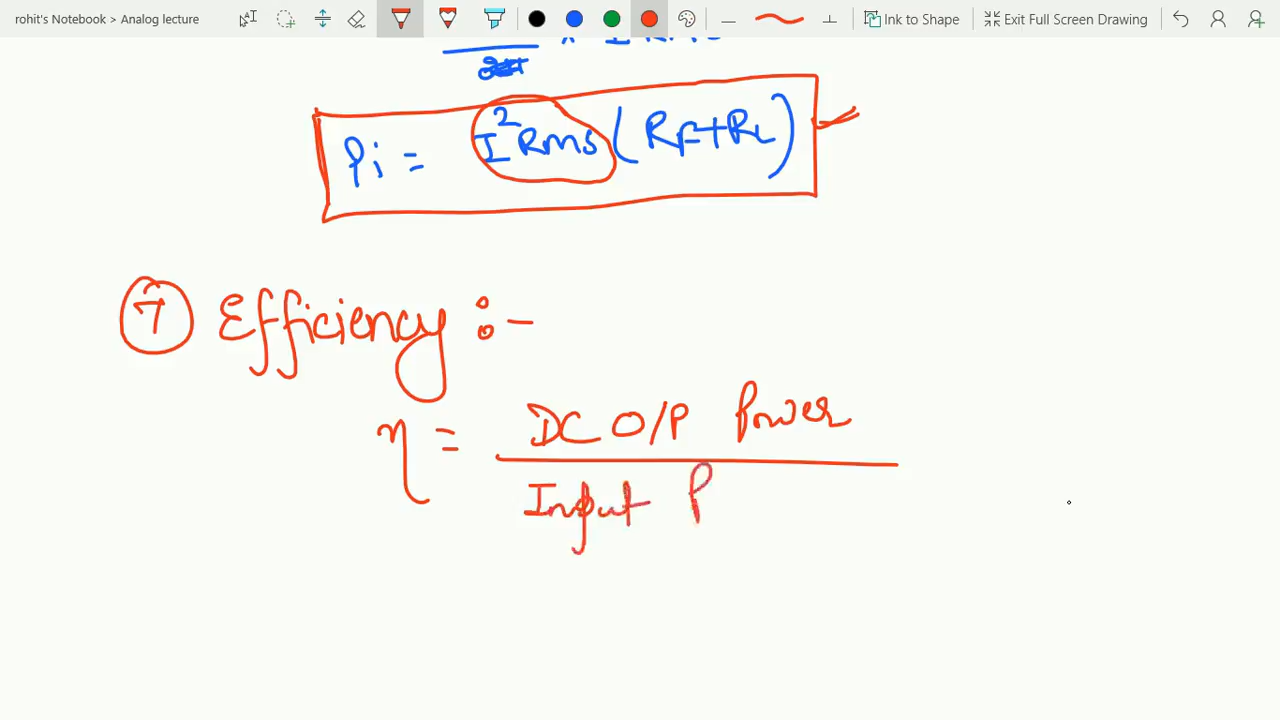 rohit's Notebook > Analog lecture
Ink to Shape
Exit Full Screen Drawing
Pi = I²Rms (RF+RL)
7 Efficiency :-
η = DC O/P Power
Input P